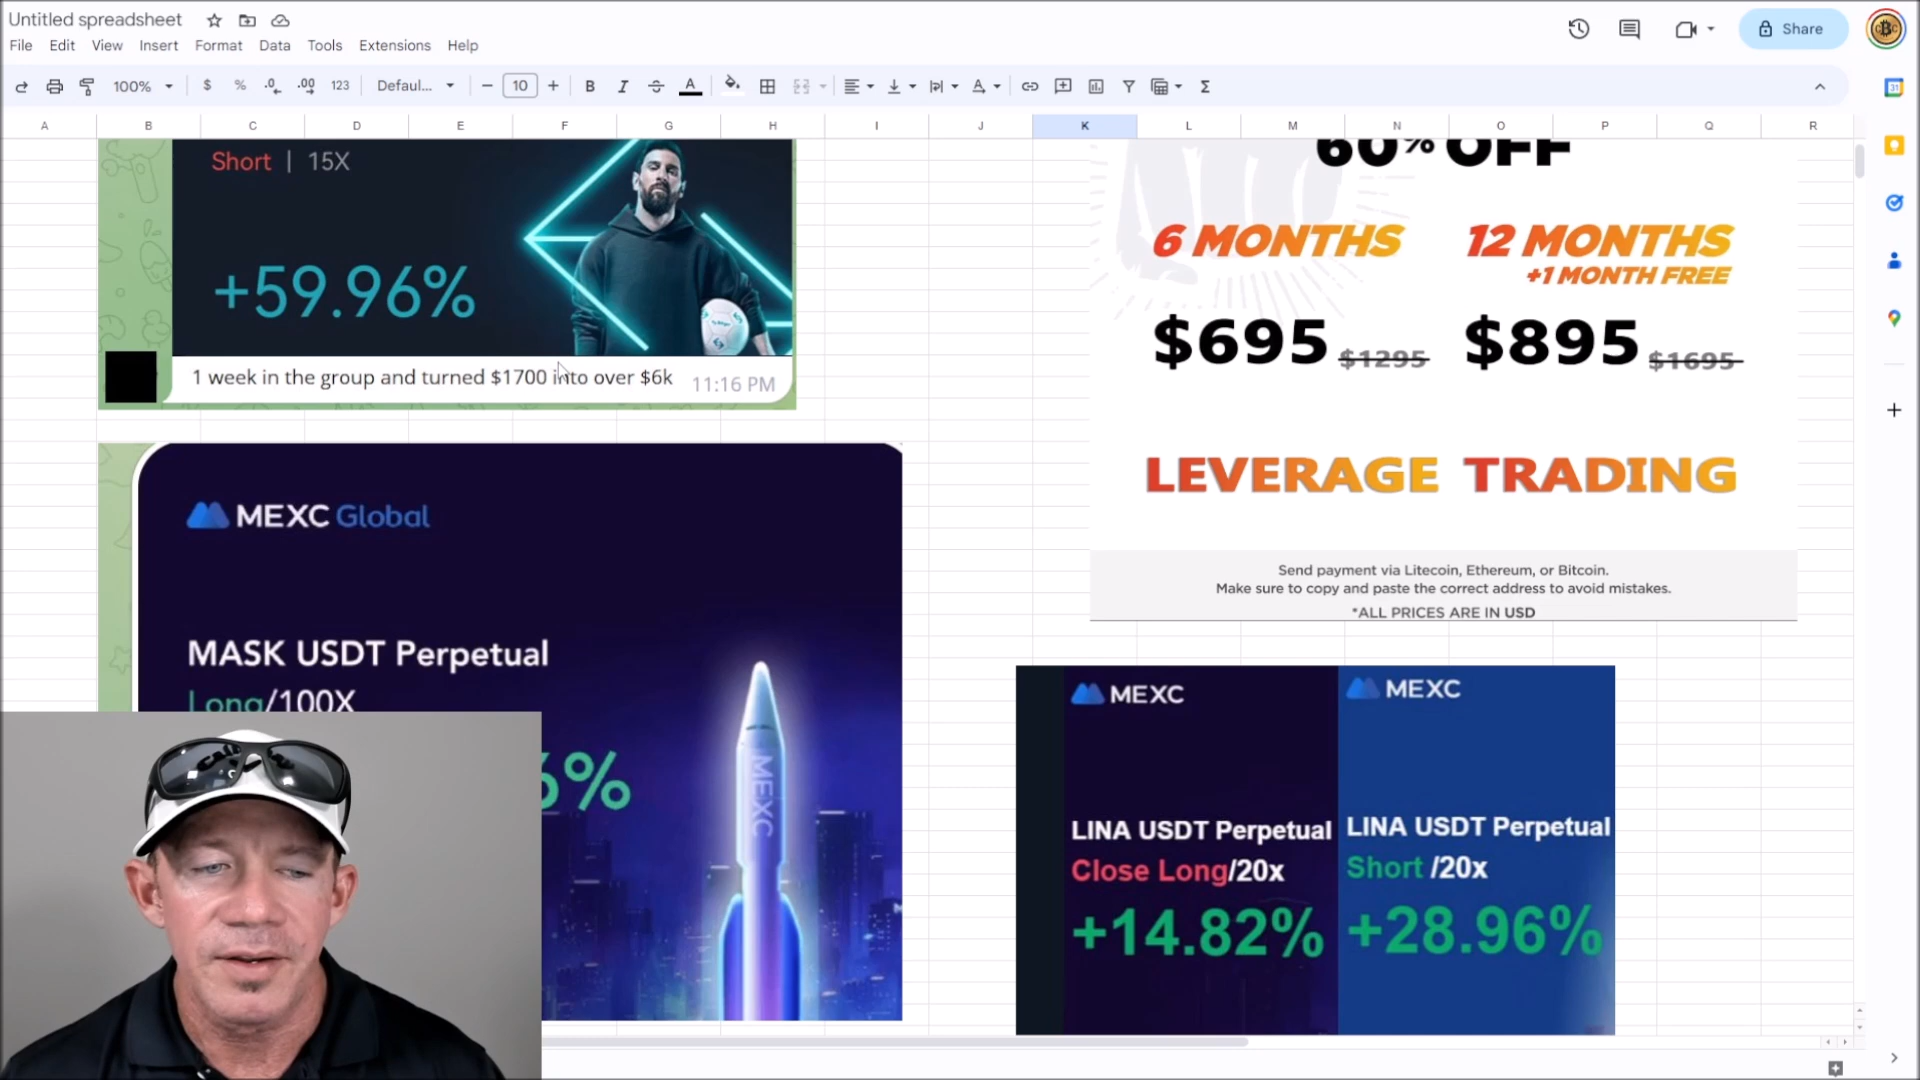 Untitled spreadsheet
File Edit View Insert Format Data Tools Extensions Help
Share
100%
$ % .0 .00 123
Defaul...
10
A B C D E F G H I J K L M N O P Q R
Short | 15X
+59.96%
1 week in the group and turned $1700 into over $6k
11:16 PM
60% OFF
6 MONTHS
12 MONTHS
+1 MONTH FREE
$695 $1295
$895 $1695
LEVERAGE TRADING
Send payment via Litecoin, Ethereum, or Bitcoin.
Make sure to copy and paste the correct address to avoid mistakes.
*ALL PRICES ARE IN USD
MEXC Global
MASK USDT Perpetual
Long/100X
6%
MEXC
MEXC
LINA USDT Perpetual
Close Long/20x
+14.82%
MEXC
LINA USDT Perpetual
Short /20x
+28.96%